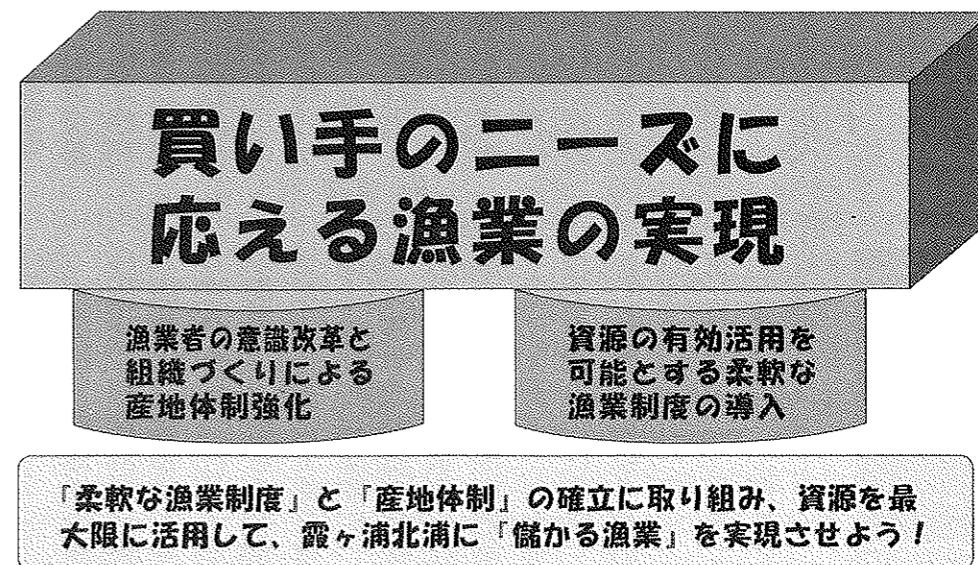 買い手のニーズに
応える漁業の実現
漁業者の意識改革と
組織づくりによる
産地体制強化
資源の有効活用を
可能とする柔軟な
漁業制度の導入
「柔軟な漁業制度」と「産地体制」の確立に取り組み、資源を最
大限に活用して、霞ヶ浦北浦に「儲かる漁業」を実現させよう！